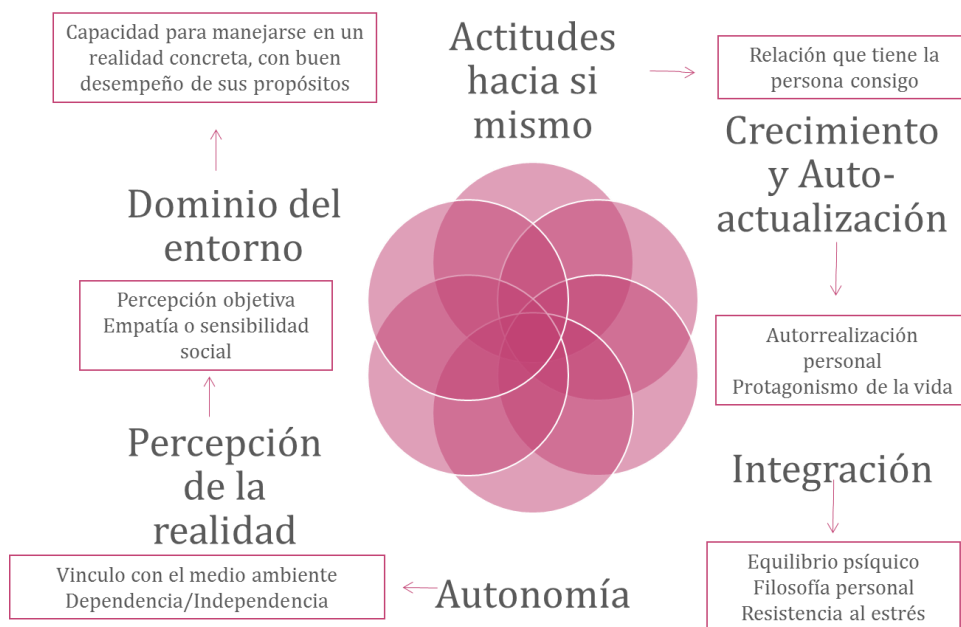 Actitudes
hacia si
mismo
Relación que tiene la
persona consigo
Crecimiento
y Auto-
actualización
Autorrealización
personal
Protagonismo de la vida
Integración
Equilibrio psíquico
Filosofía personal
Resistencia al estrés
Autonomía
Vinculo con el medio ambiente
Dependencia/Independencia
Percepción
de la
realidad
Percepción objetiva
Empatía o sensibilidad
social
Dominio del
entorno
Capacidad para manejarse en un
realidad concreta, con buen
desempeño de sus propósitos